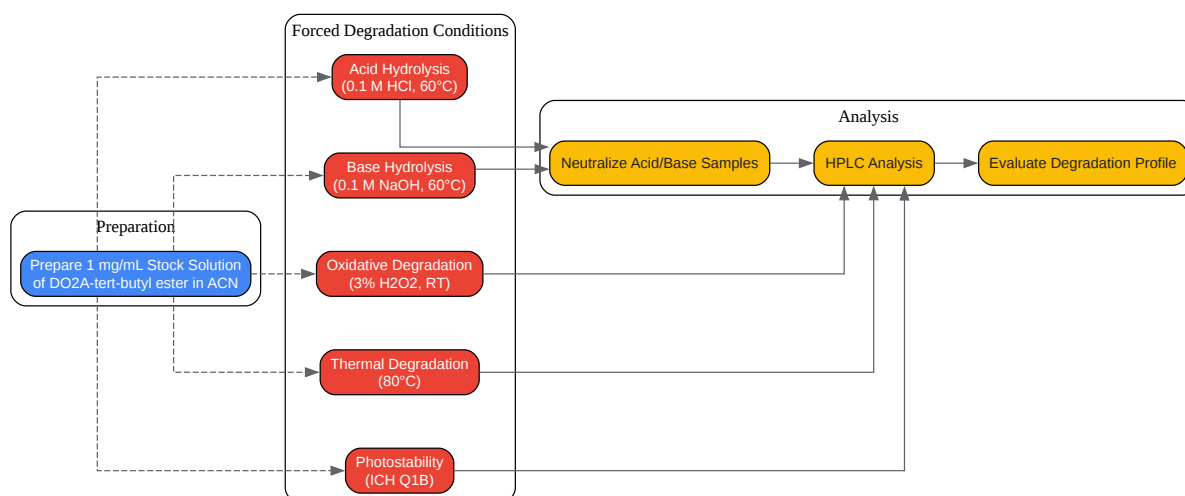 Forced Degradation Conditions
Acid Hydrolysis
(0.1 M HCl, 60°C)
Base Hydrolysis
(0.1 M NaOH, 60°C)
Oxidative Degradation
(3% H2O2, RT)
Thermal Degradation
(80°C)
Photostability
(ICH Q1B)
Preparation
Prepare 1 mg/mL Stock Solution
of DO2A-tert-butyl ester in ACN
Analysis
Neutralize Acid/Base Samples
HPLC Analysis
Evaluate Degradation Profile